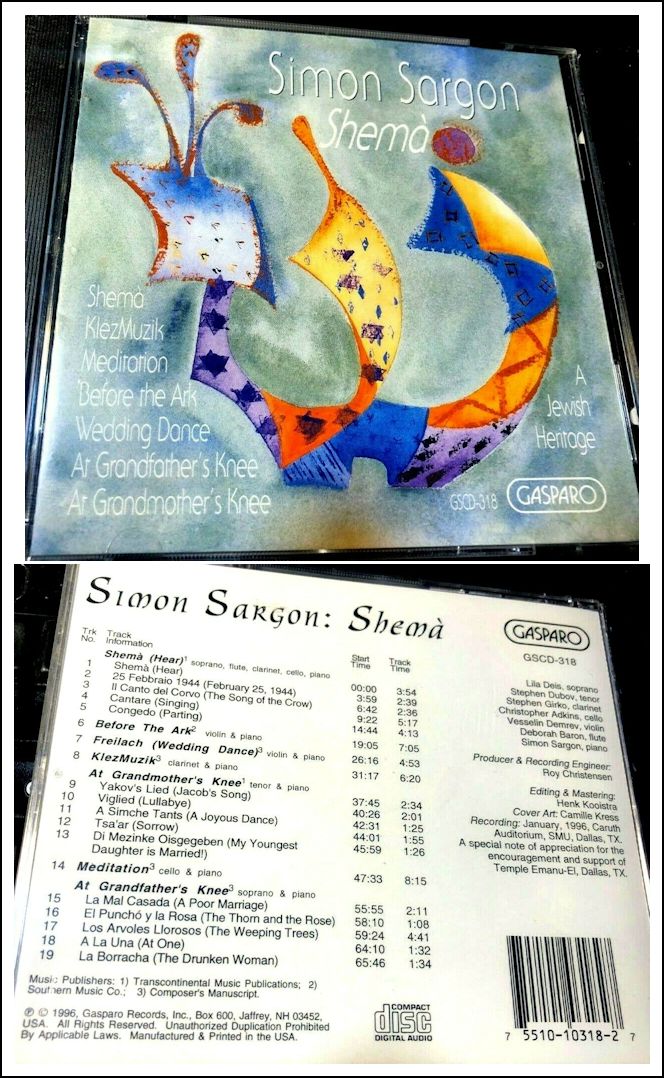 Simon Sargon
Shemà
Shemà
KlezMuzik
Meditation
Before the Ark
Wedding Dance
At Grandfather's Knee
At Grandmother's Knee
A
Jewish
Heritage
GSCD-318 GASPARO
Simon Sargon: Shemà
GASPARO
GSCD-318
Trk No. Track Information Start Time Track Time
Shemà (Hear)¹ soprano, flute, clarinet, cello, piano
1 Shemà (Hear) 00:00 3:54
2 25 Febbraio 1944 (February 25, 1944) 3:59 2:39
3 Il Canto del Corvo (The Song of the Crow) 6:42 2:36
4 Cantare (Singing) 9:22 5:17
5 Congedo (Parting) 14:44 4:13
6 Before The Ark² violin & piano 19:05 7:05
7 Freilach (Wedding Dance)³ violin & piano 26:16 4:53
8 KlezMuzik³ clarinet & piano 31:17 6:20
At Grandmother's Knee¹ tenor & piano
9 Yakov's Lied (Jacob's Song) 37:45 2:34
10 Viglied (Lullabye) 40:26 2:01
11 A Simche Tants (A Joyous Dance) 42:31 1:25
12 Tsa'ar (Sorrow) 44:01 1:55
13 Di Mezinke Oisgegeben (My Youngest
Daughter is Married!) 45:59 1:26
14 Meditation³ cello & piano 47:33 8:15
At Grandfather's Knee³ soprano & piano
15 La Mal Casada (A Poor Marriage) 55:55 2:11
16 El Punchó y la Rosa (The Thorn and the Rose) 58:10 1:08
17 Los Arvoles Llorosos (The Weeping Trees) 59:24 4:41
18 A La Una (At One) 64:10 1:32
19 La Borracha (The Drunken Woman) 65:46 1:34
Lila Deis, soprano
Stephen Dubov, tenor
Stephen Girko, clarinet
Christopher Adkins, cello
Vesselin Demrev, violin
Deborah Baron, flute
Simon Sargon, piano
Producer & Recording Engineer:
Roy Christensen
Editing & Mastering:
Henk Kooistra
Cover Art: Camille Kress
Recording: January, 1996, Caruth
Auditorium, SMU, Dallas, TX.
A special note of appreciation for the
encouragement and support of
Temple Emanu-El, Dallas, TX.
Music Publishers: 1) Transcontinental Music Publications; 2)
Southern Music Co.; 3) Composer's Manuscript.
℗ © 1996, Gasparo Records, Inc., Box 600, Jaffrey, NH 03452,
USA. All Rights Reserved. Unauthorized Duplication Prohibited
By Applicable Laws. Manufactured & Printed in the USA.
COMPACT
disc
DIGITAL AUDIO
7 5510-10318-2 7